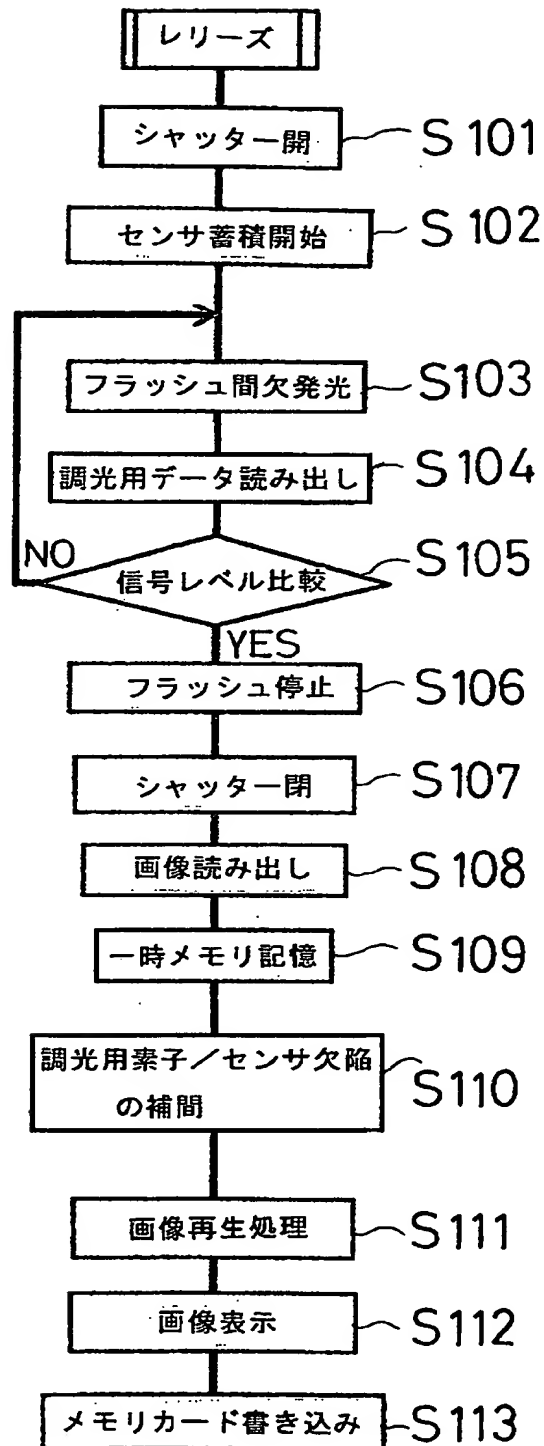 レリーズ
シャッター開 S101
センサ蓄積開始 S102
フラッシュ間欠発光 S103
調光用データ読み出し S104
NO 信号レベル比較 S105
YES
フラッシュ停止 S106
シャッター閉 S107
画像読み出し S108
一時メモリ記憶 S109
調光用素子/センサ欠陥
の補間 S110
画像再生処理 S111
画像表示 S112
メモリカード書き込み S113